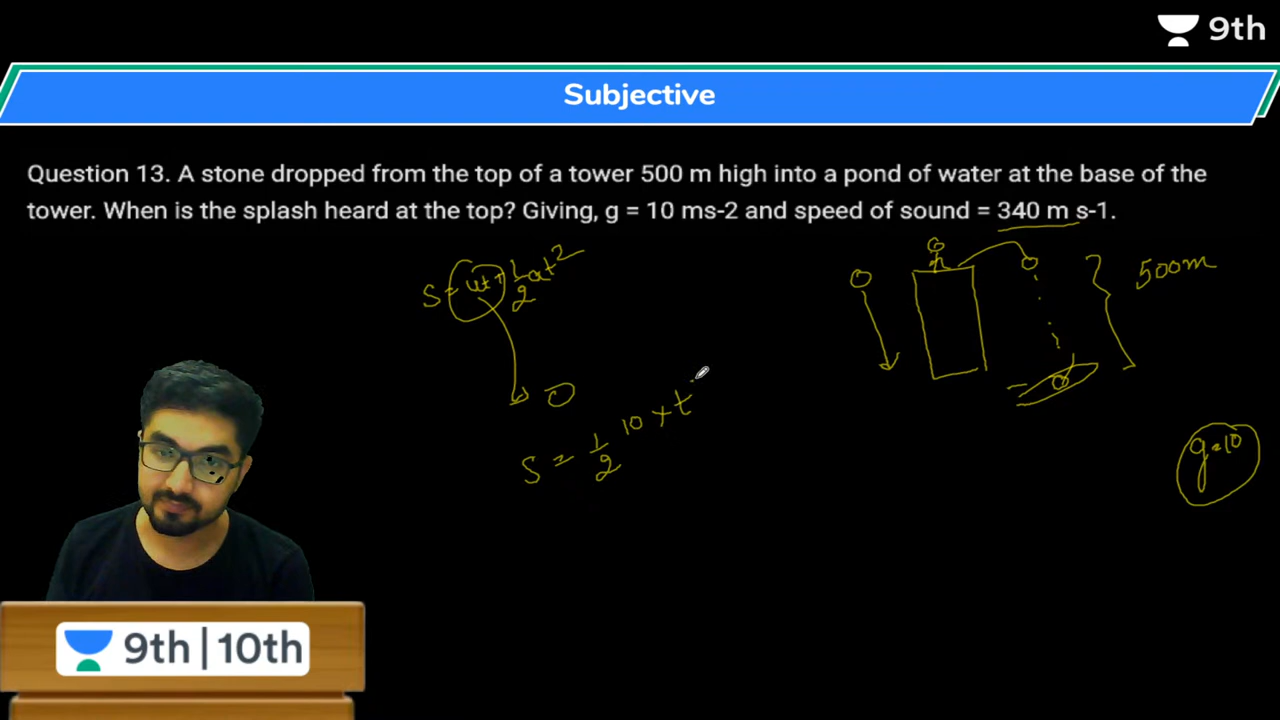 9th
Subjective
Question 13. A stone dropped from the top of a tower 500 m high into a pond of water at the base of the
tower. When is the splash heard at the top? Giving, g = 10 ms-2 and speed of sound = 340 m s-1.
S = ut + 1/2 at²
500m
0
S = 1/2 10 × t
g = 10
9th | 10th